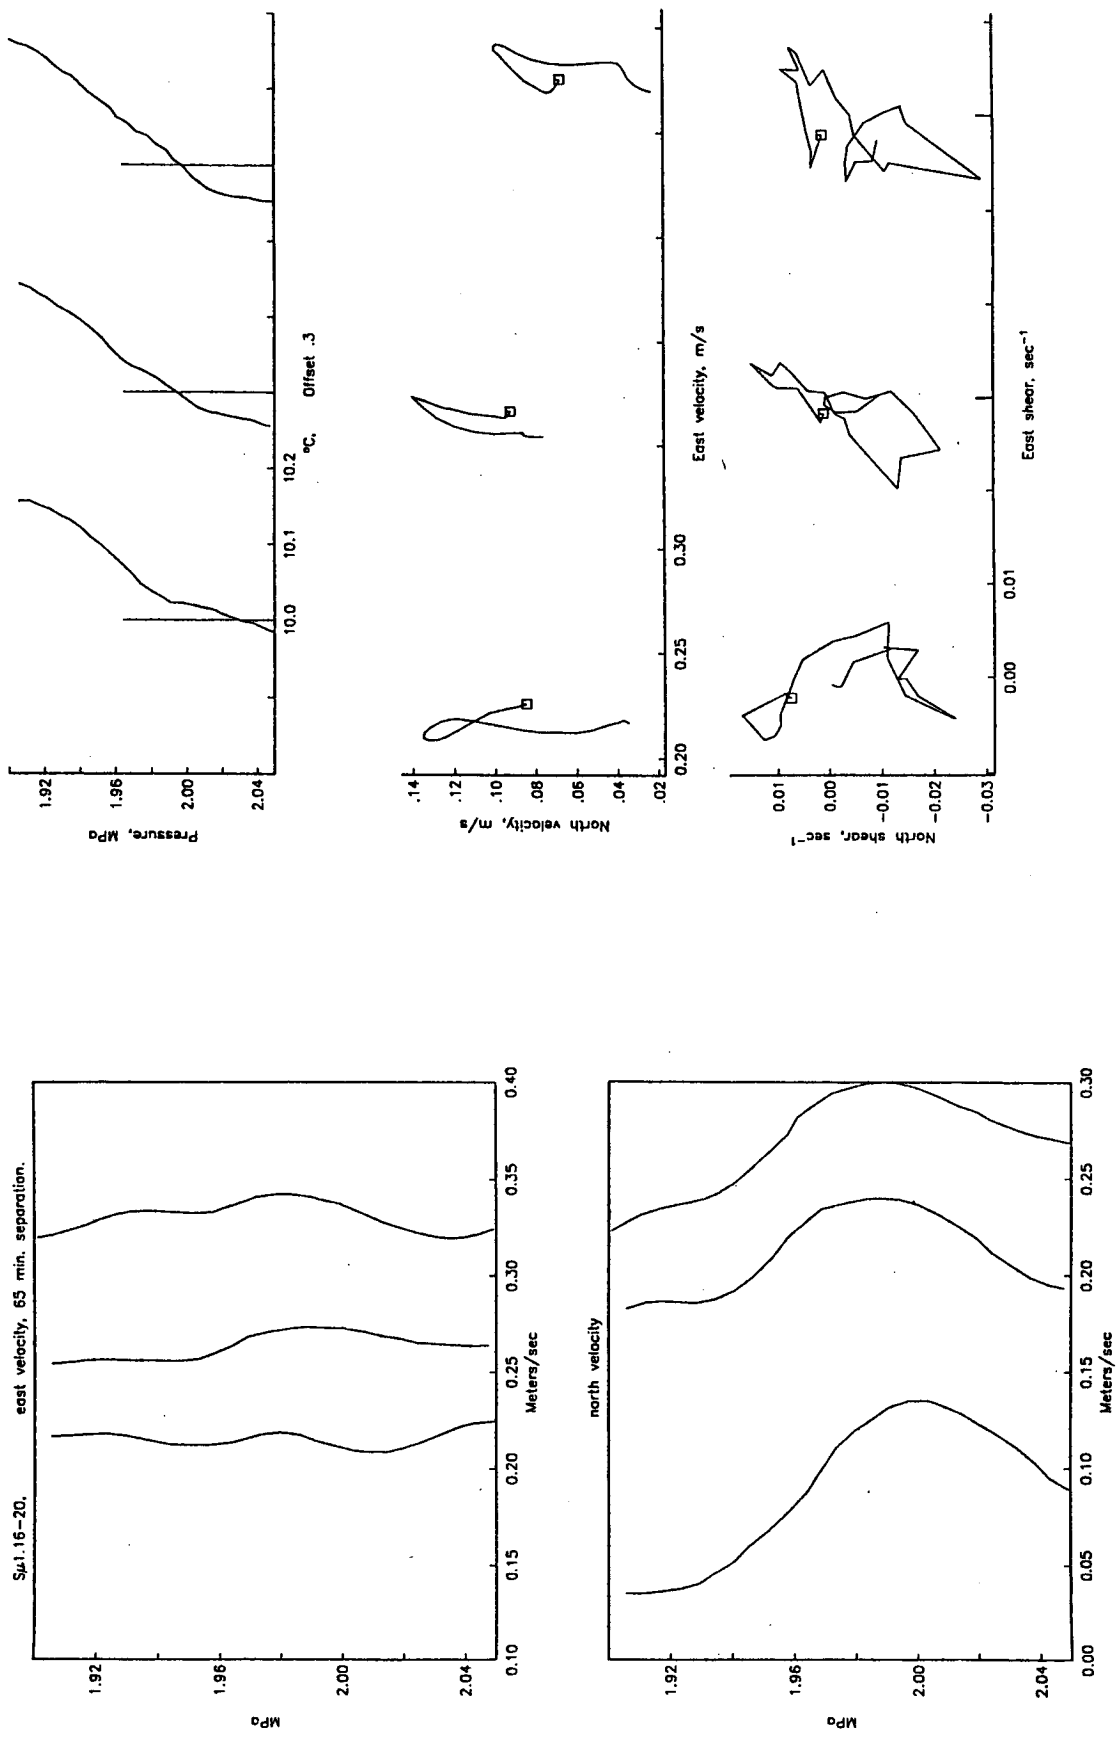 Sµ1.16-20. east velocity, 65 min. separation.
MPa
1.92
1.96
2.00
2.04
0.10 0.15 0.20 0.25 0.30 0.35 0.40
Meters/sec
north velocity
MPa
1.92
1.96
2.00
2.04
0.00 0.05 0.10 0.15 0.20 0.25 0.30
Meters/sec
Pressure, MPa
1.92
1.96
2.00
2.04
10.0 10.1 10.2
°C, Offset .3
North velocity, m/s
.14
.12
.10
.08
.06
.04
.02
0.20 0.25 0.30
East velocity, m/s
North shear, sec⁻¹
0.01
0.00
-0.01
-0.02
-0.03
0.00 0.01
East shear, sec⁻¹